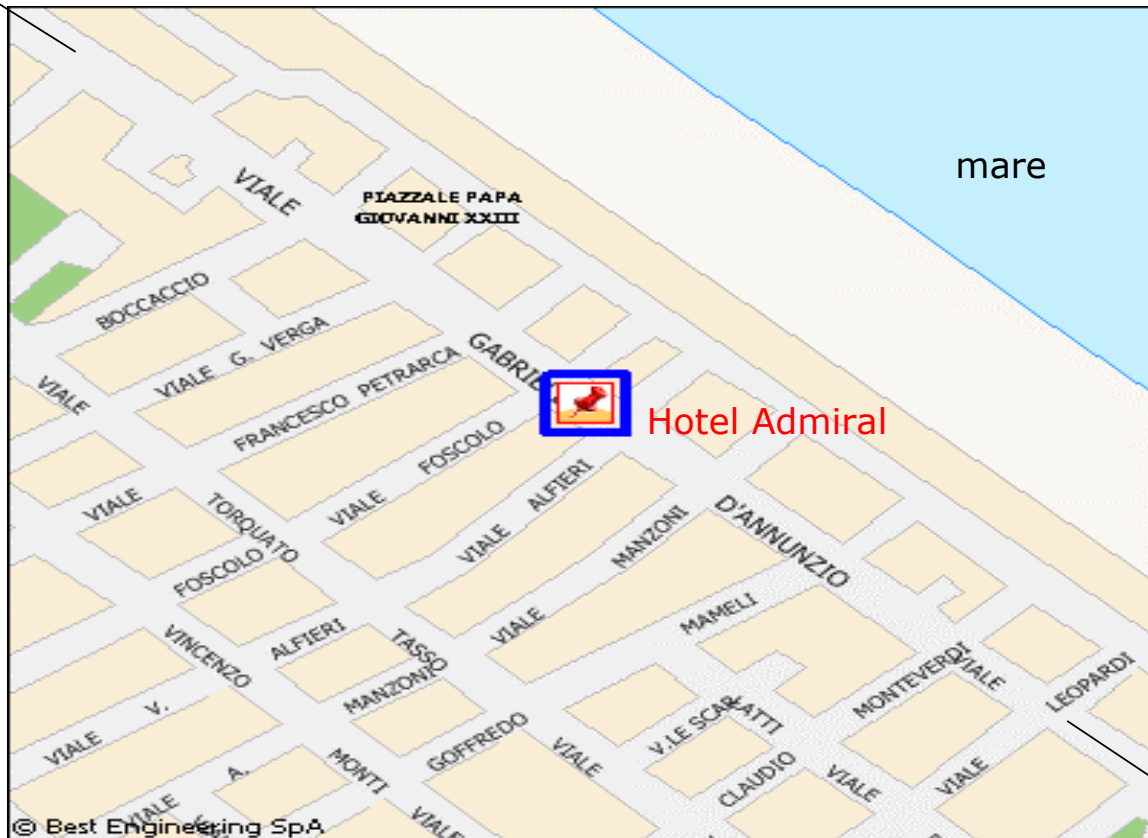 mare
VIALE
PIAZZALE PAPA
GIOVANNI XXIII
BOCCACCIO
VIALE G. VERGA
VIALE
FRANCESCO PETRARCA
Hotel Admiral
VIALE FOSCOLO
VIALE ALFIERI
VIALE MANZONI
D'ANNUNZIO
VIALE
FOSCOLO
TORQUATO
TASSO
VINCENZO
MONTI
ALFIERI
MANZONI
GOFFREDO
MAMELI
VIALE
V.LE SCARLATTI
CLAUDIO
MONTEVERDI
VIALE
VIALE
LEOPARDI
VIALE
VIALE V.
VIALE A.
VIALE
© Best Engineering SpA